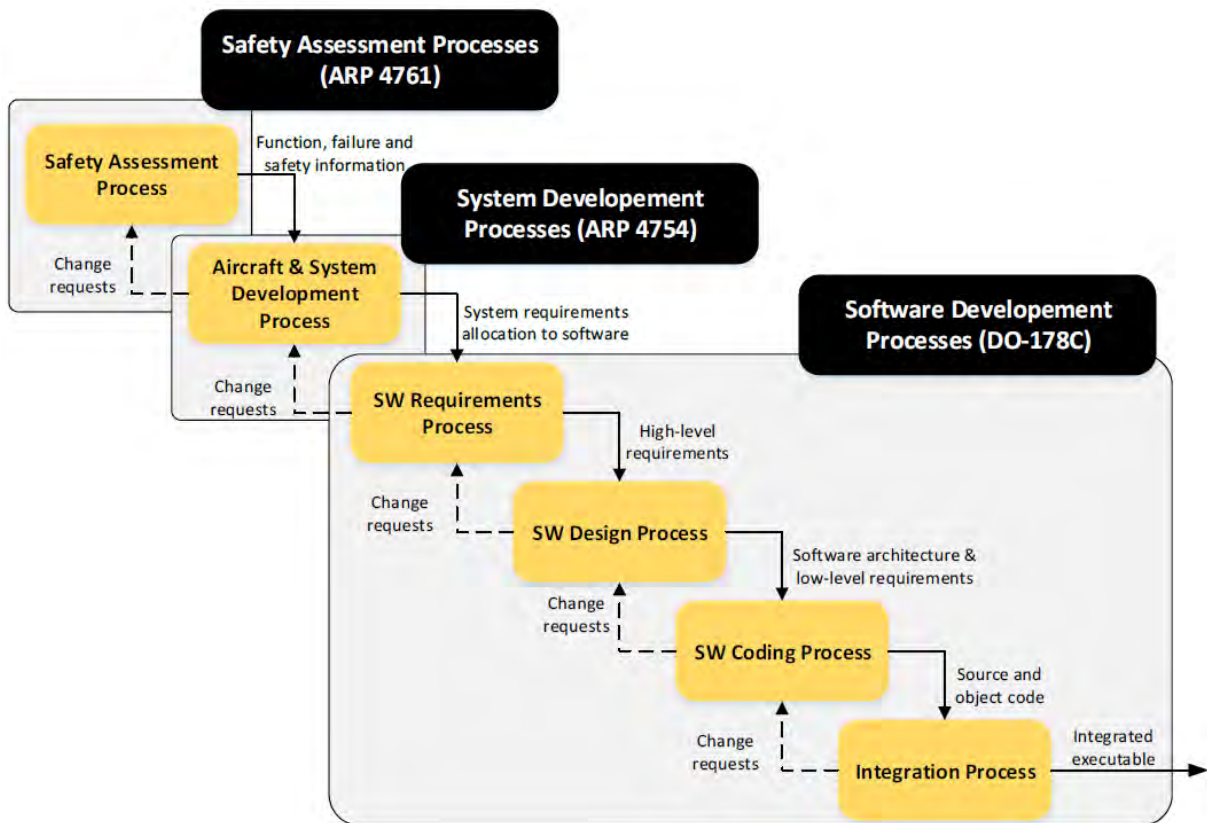 Safety Assessment Processes
(ARP 4761)
Safety Assessment
Process
Function, failure and
safety information
System Developement
Processes (ARP 4754)
Change
requests
Aircraft & System
Development
Process
System requirements
allocation to software
Software Developement
Processes (DO-178C)
Change
requests
SW Requirements
Process
High-level
requirements
Change
requests
SW Design Process
Software architecture &
low-level requirements
Change
requests
SW Coding Process
Source and
object code
Change
requests
Integration Process
Integrated
executable